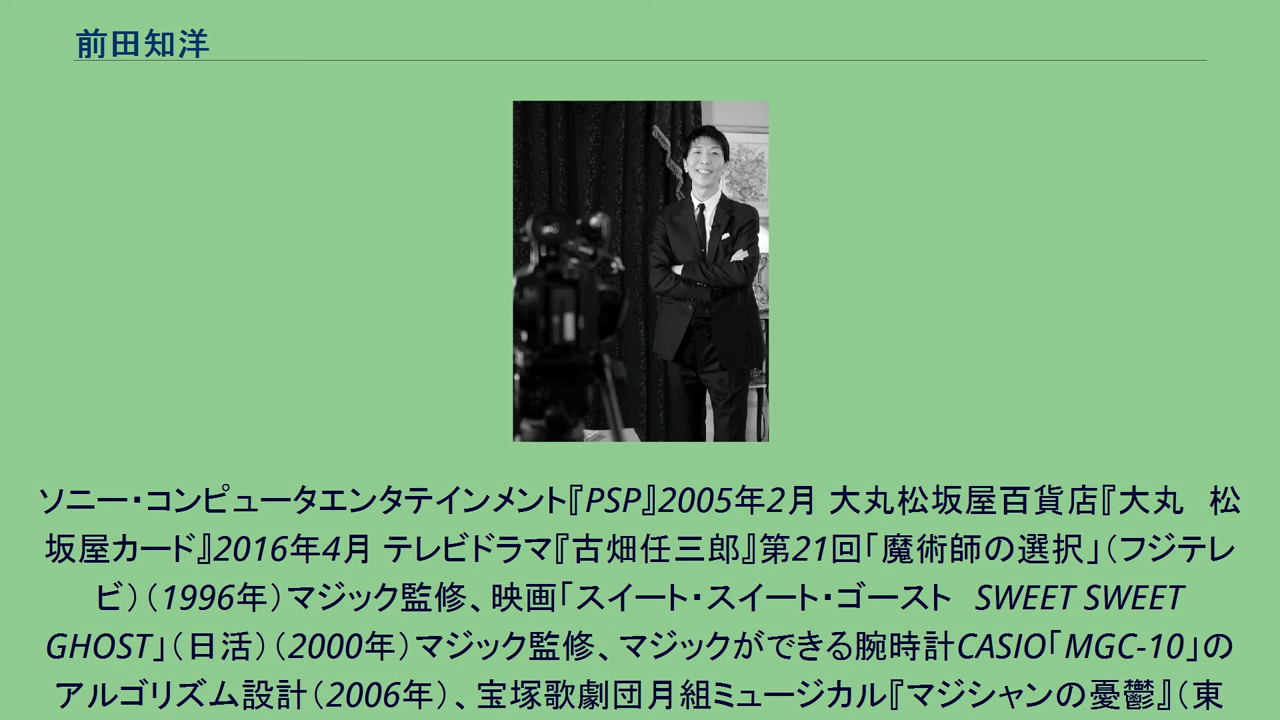 前田知洋
ソニー・コンピュータエンタテインメント『PSP』2005年2月 大丸松坂屋百貨店『大丸　松
坂屋カード』2016年4月 テレビドラマ『古畑任三郎』第21回「魔術師の選択」（フジテレ
ビ）（1996年）マジック監修、映画「スイート・スイート・ゴースト　SWEET SWEET
GHOST」（日活）（2000年）マジック監修、マジックができる腕時計CASIO「MGC-10」の
アルゴリズム設計（2006年）、宝塚歌劇団月組ミュージカル『マジシャンの憂鬱』（東